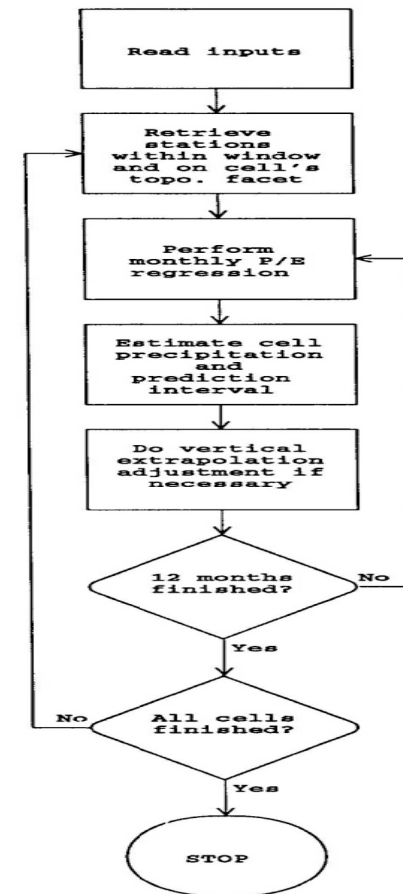 Read inputs
Retrieve
stations
within window
and on cell's
topo. facet
Perform
monthly P/E
regression
Estimate cell
precipitation
and
prediction
interval
Do vertical
extrapolation
adjustment if
necessary
12 months
finished?
No
Yes
No
All cells
finished?
Yes
STOP